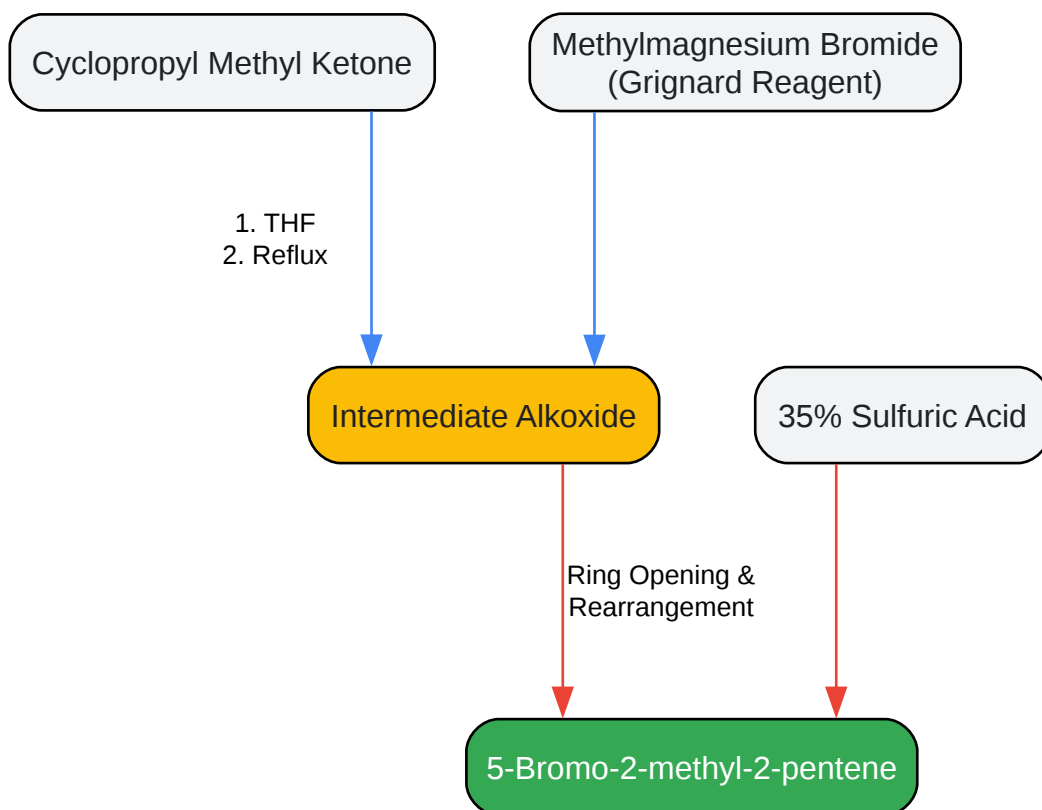 Cyclopropyl Methyl Ketone
Methylmagnesium Bromide
(Grignard Reagent)
1. THF
2. Reflux
Intermediate Alkoxide
35% Sulfuric Acid
Ring Opening &
Rearrangement
5-Bromo-2-methyl-2-pentene